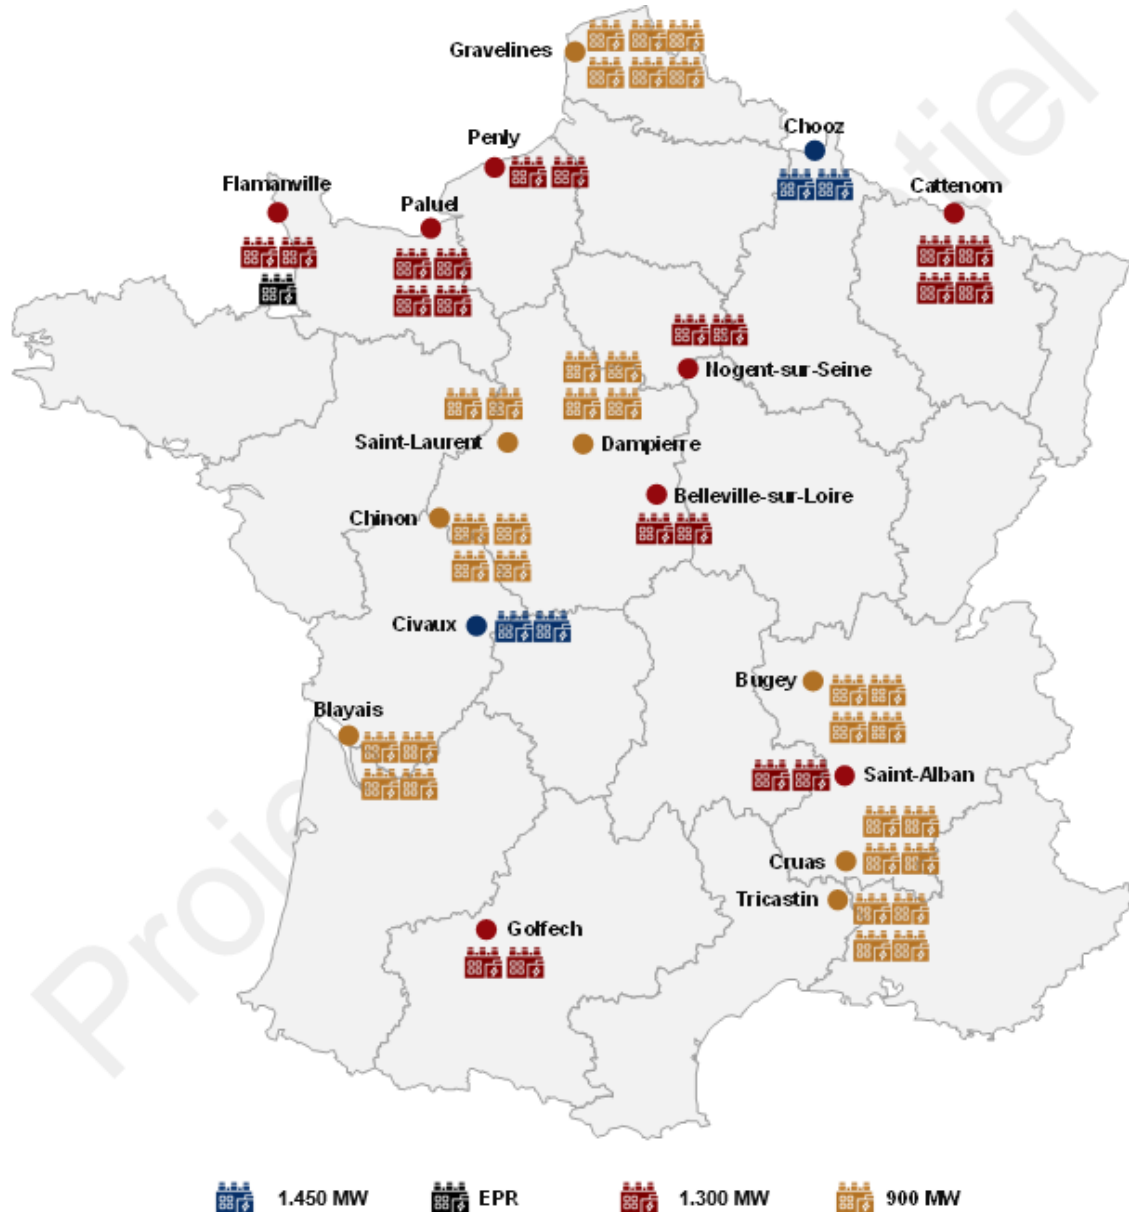 Gravelines
Chooz
Penly
Flamanville
Cattenom
Paluel
Nogent-sur-Seine
Saint-Laurent
Dampierre
Belleville-sur-Loire
Chinon
Civaux
Bugey
Blayais
Saint-Alban
Cruas
Tricastin
Golfech
1.450 MW EPR 1.300 MW 900 MW